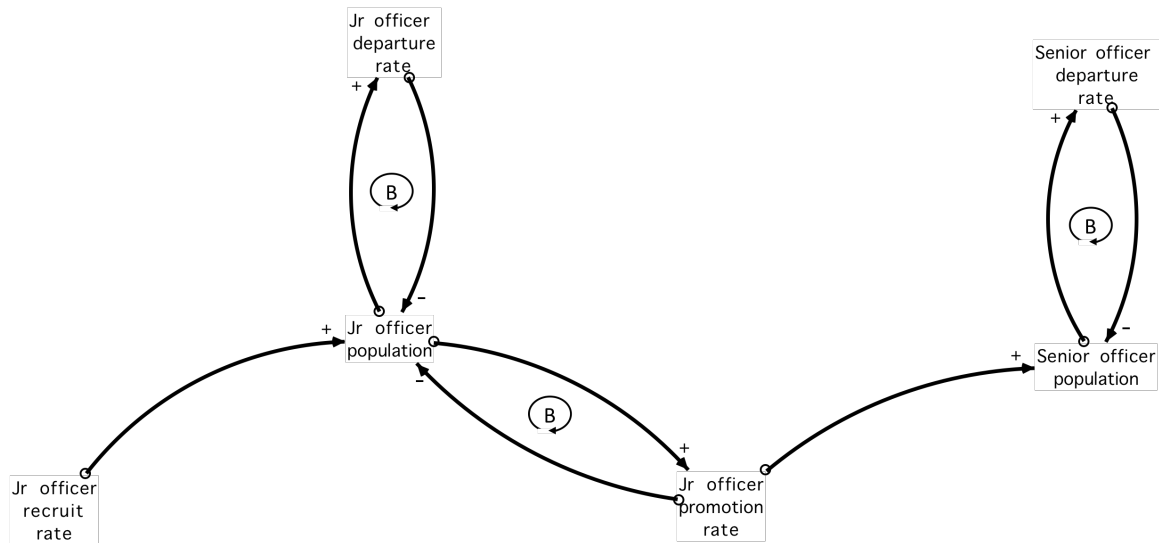 Jr officer
departure
rate
+
B
-
Senior officer
departure
rate
+
B
-
+
Jr officer
population
-
B
+
Jr officer
recruit
rate
Jr officer
promotion
rate
+
Senior officer
population